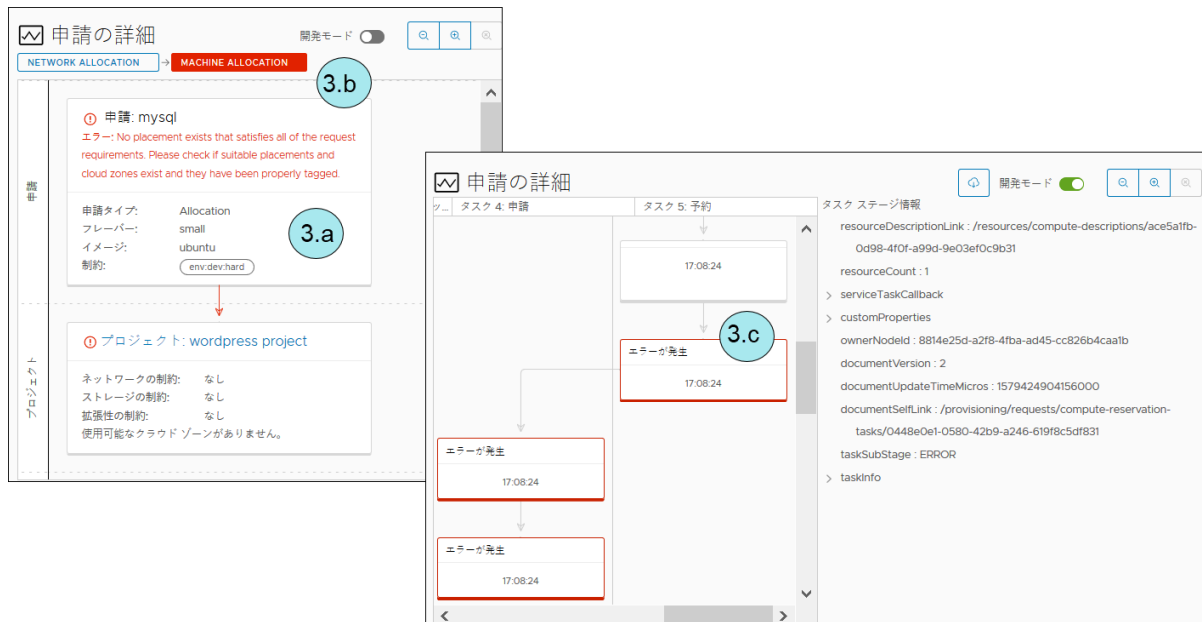 申請の詳細
開発モード
NETWORK ALLOCATION
MACHINE ALLOCATION
3.b
申請
申請: mysql
エラー: No placement exists that satisfies all of the request
requirements. Please check if suitable placements and
cloud zones exist and they have been properly tagged.
申請タイプ: Allocation
フレーバー: small
イメージ: ubuntu
制約: env:dev:hard
3.a
プロジェクト
プロジェクト: wordpress project
ネットワークの制約: なし
ストレージの制約: なし
拡張性の制約: なし
使用可能なクラウド ゾーンがありません。
申請の詳細
開発モード
ッ... タスク 4: 申請 タスク 5: 予約
17:08:24
3.c
エラーが発生
17:08:24
エラーが発生
17:08:24
エラーが発生
17:08:24
タスク ステージ情報
resourceDescriptionLink : /resources/compute-descriptions/ace5a1fb-
0d98-4f0f-a99d-9e03ef0c9b31
resourceCount : 1
serviceTaskCallback
customProperties
ownerNodeId : 8814e25d-a2f8-4fba-ad45-cc826b4caa1b
documentVersion : 2
documentUpdateTimeMicros : 1579424904156000
documentSelfLink : /provisioning/requests/compute-reservation-
tasks/0448e0e1-0580-42b9-a246-619f8c5df831
taskSubStage : ERROR
taskInfo